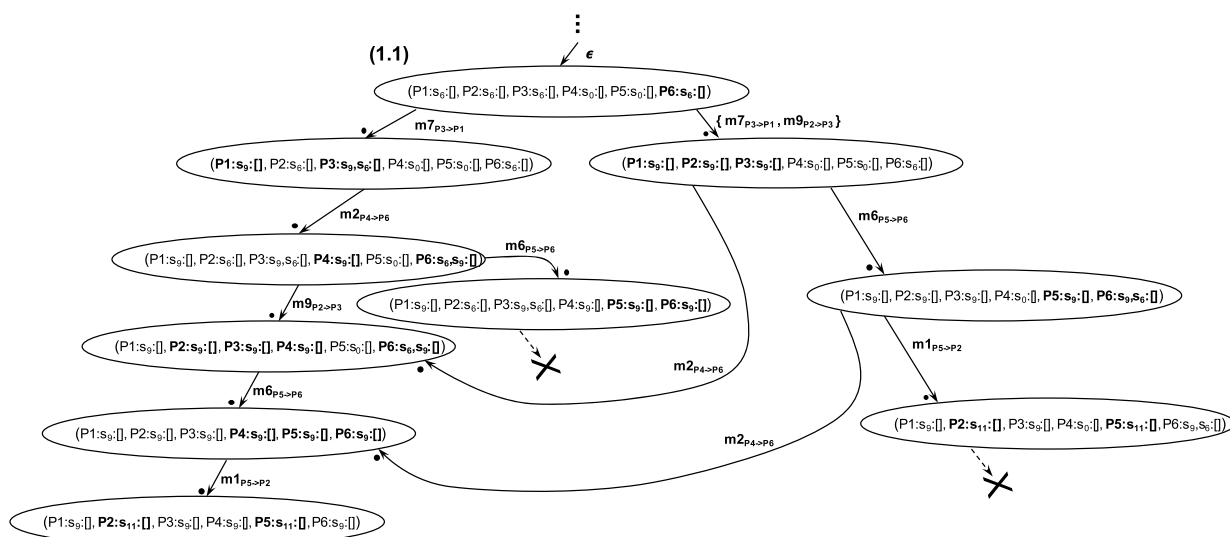 ⋮
(1.1)
ϵ
(P1:s₆:[], P2:s₆:[], P3:s₆:[], P4:s₀:[], P5:s₀:[], P6:s₆:[])
m7P3->P1
{ m7P3->P1 , m9P2->P3 }
(P1:s₉:[], P2:s₆:[], P3:s₉,s₆:[], P4:s₀:[], P5:s₀:[], P6:s₆:[])
(P1:s₉:[], P2:s₉:[], P3:s₉:[], P4:s₀:[], P5:s₀:[], P6:s₆:[])
m2P4->P6
m6P5->P6
(P1:s₉:[], P2:s₆:[], P3:s₉,s₆:[], P4:s₉:[], P5:s₀:[], P6:s₆,s₉:[])
m6P5->P6
m9P2->P3
(P1:s₉:[], P2:s₆:[], P3:s₉,s₆:[], P4:s₉:[], P5:s₉:[], P6:s₉:[])
(P1:s₉:[], P2:s₉:[], P3:s₉:[], P4:s₀:[], P5:s₉:[], P6:s₉,s₆:[])
(P1:s₉:[], P2:s₉:[], P3:s₉:[], P4:s₉:[], P5:s₀:[], P6:s₆,s₉:[])
m1P5->P2
m2P4->P6
X
m6P5->P6
(P1:s₉:[], P2:s₁₁:[], P3:s₉:[], P4:s₀:[], P5:s₁₁:[], P6:s₉,s₆:[])
(P1:s₉:[], P2:s₉:[], P3:s₉:[], P4:s₉:[], P5:s₉:[], P6:s₉:[])
m2P4->P6
m1P5->P2
X
(P1:s₉:[], P2:s₁₁:[], P3:s₉:[], P4:s₉:[], P5:s₁₁:[], P6:s₉:[])